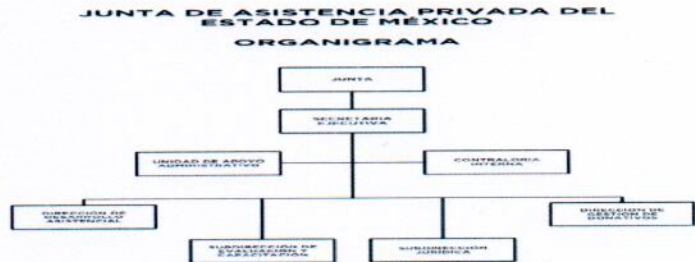 JUNTA DE ASISTENCIA PRIVADA DEL
ESTADO DE MÉXICO
ORGANIGRAMA
JUNTA
SECRETARIA
EJECUTIVA
UNIDAD DE APOYO
ADMINISTRATIVO
CONTRALORIA
INTERNA
DIRECCIÓN DE
DESARROLLO
ASISTENCIAL
DIRECCIÓN DE
GESTIÓN DE
DONATIVOS
SUBDIRECCIÓN DE
EVALUACIÓN Y
CAPACITACIÓN
SUBDIRECCIÓN
JURÍDICA